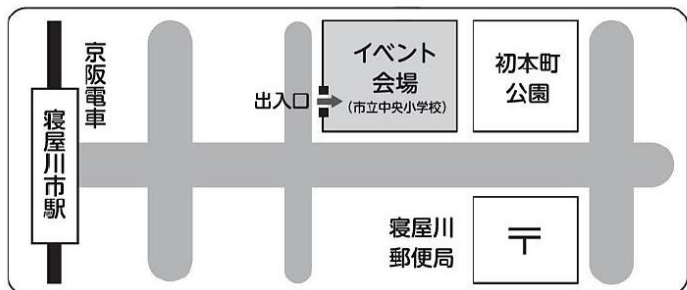 京阪電車
寝屋川市駅
出入口
イベント
会場
(市立中央小学校)
初本町
公園
寝屋川
郵便局
〒